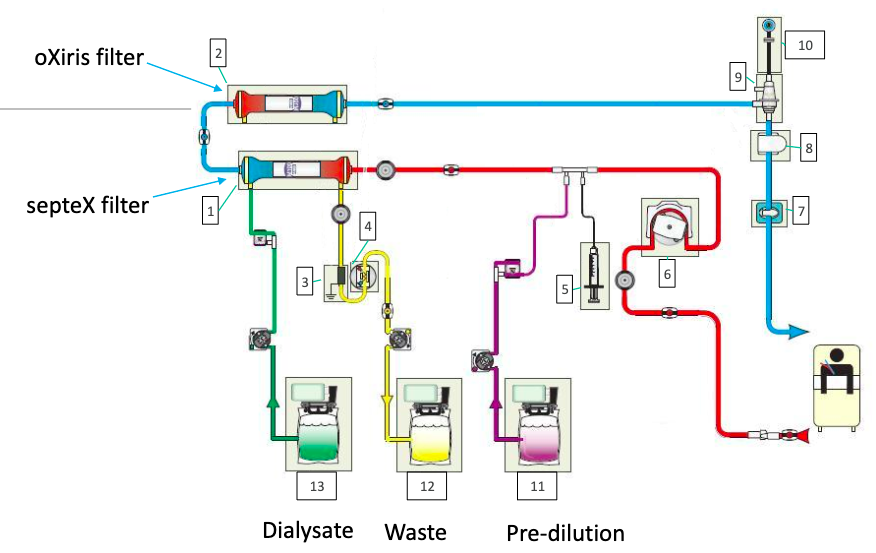 10
2
oXiris filter
9
8
septeX filter
1
7
4
3
5
6
13
12
11
Dialysate
Waste
Pre-dilution